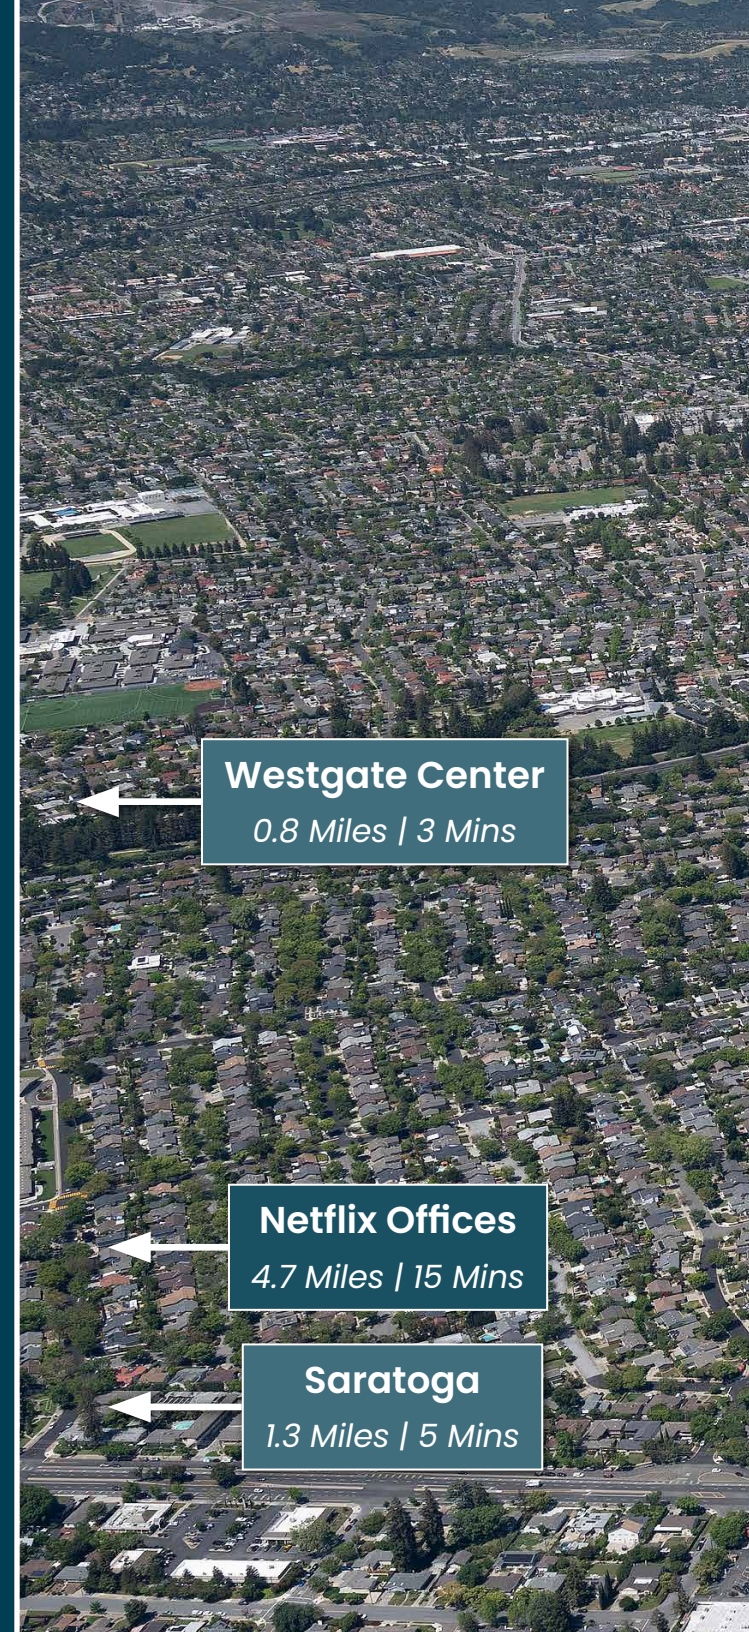 Westgate Center
0.8 Miles | 3 Mins
Netflix Offices
4.7 Miles | 15 Mins
Saratoga
1.3 Miles | 5 Mins